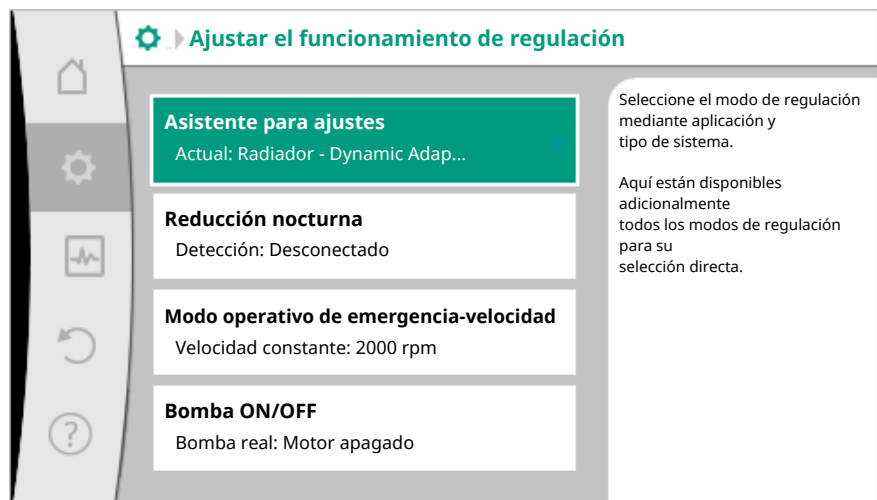 Ajustar el funcionamiento de regulación
Asistente para ajustes
Actual: Radiador - Dynamic Adap...
Reducción nocturna
Detección: Desconectado
Modo operativo de emergencia-velocidad
Velocidad constante: 2000 rpm
Bomba ON/OFF
Bomba real: Motor apagado
Seleccione el modo de regulación
mediante aplicación y
tipo de sistema.
Aquí están disponibles
adicionalmente
todos los modos de regulación
para su
selección directa.